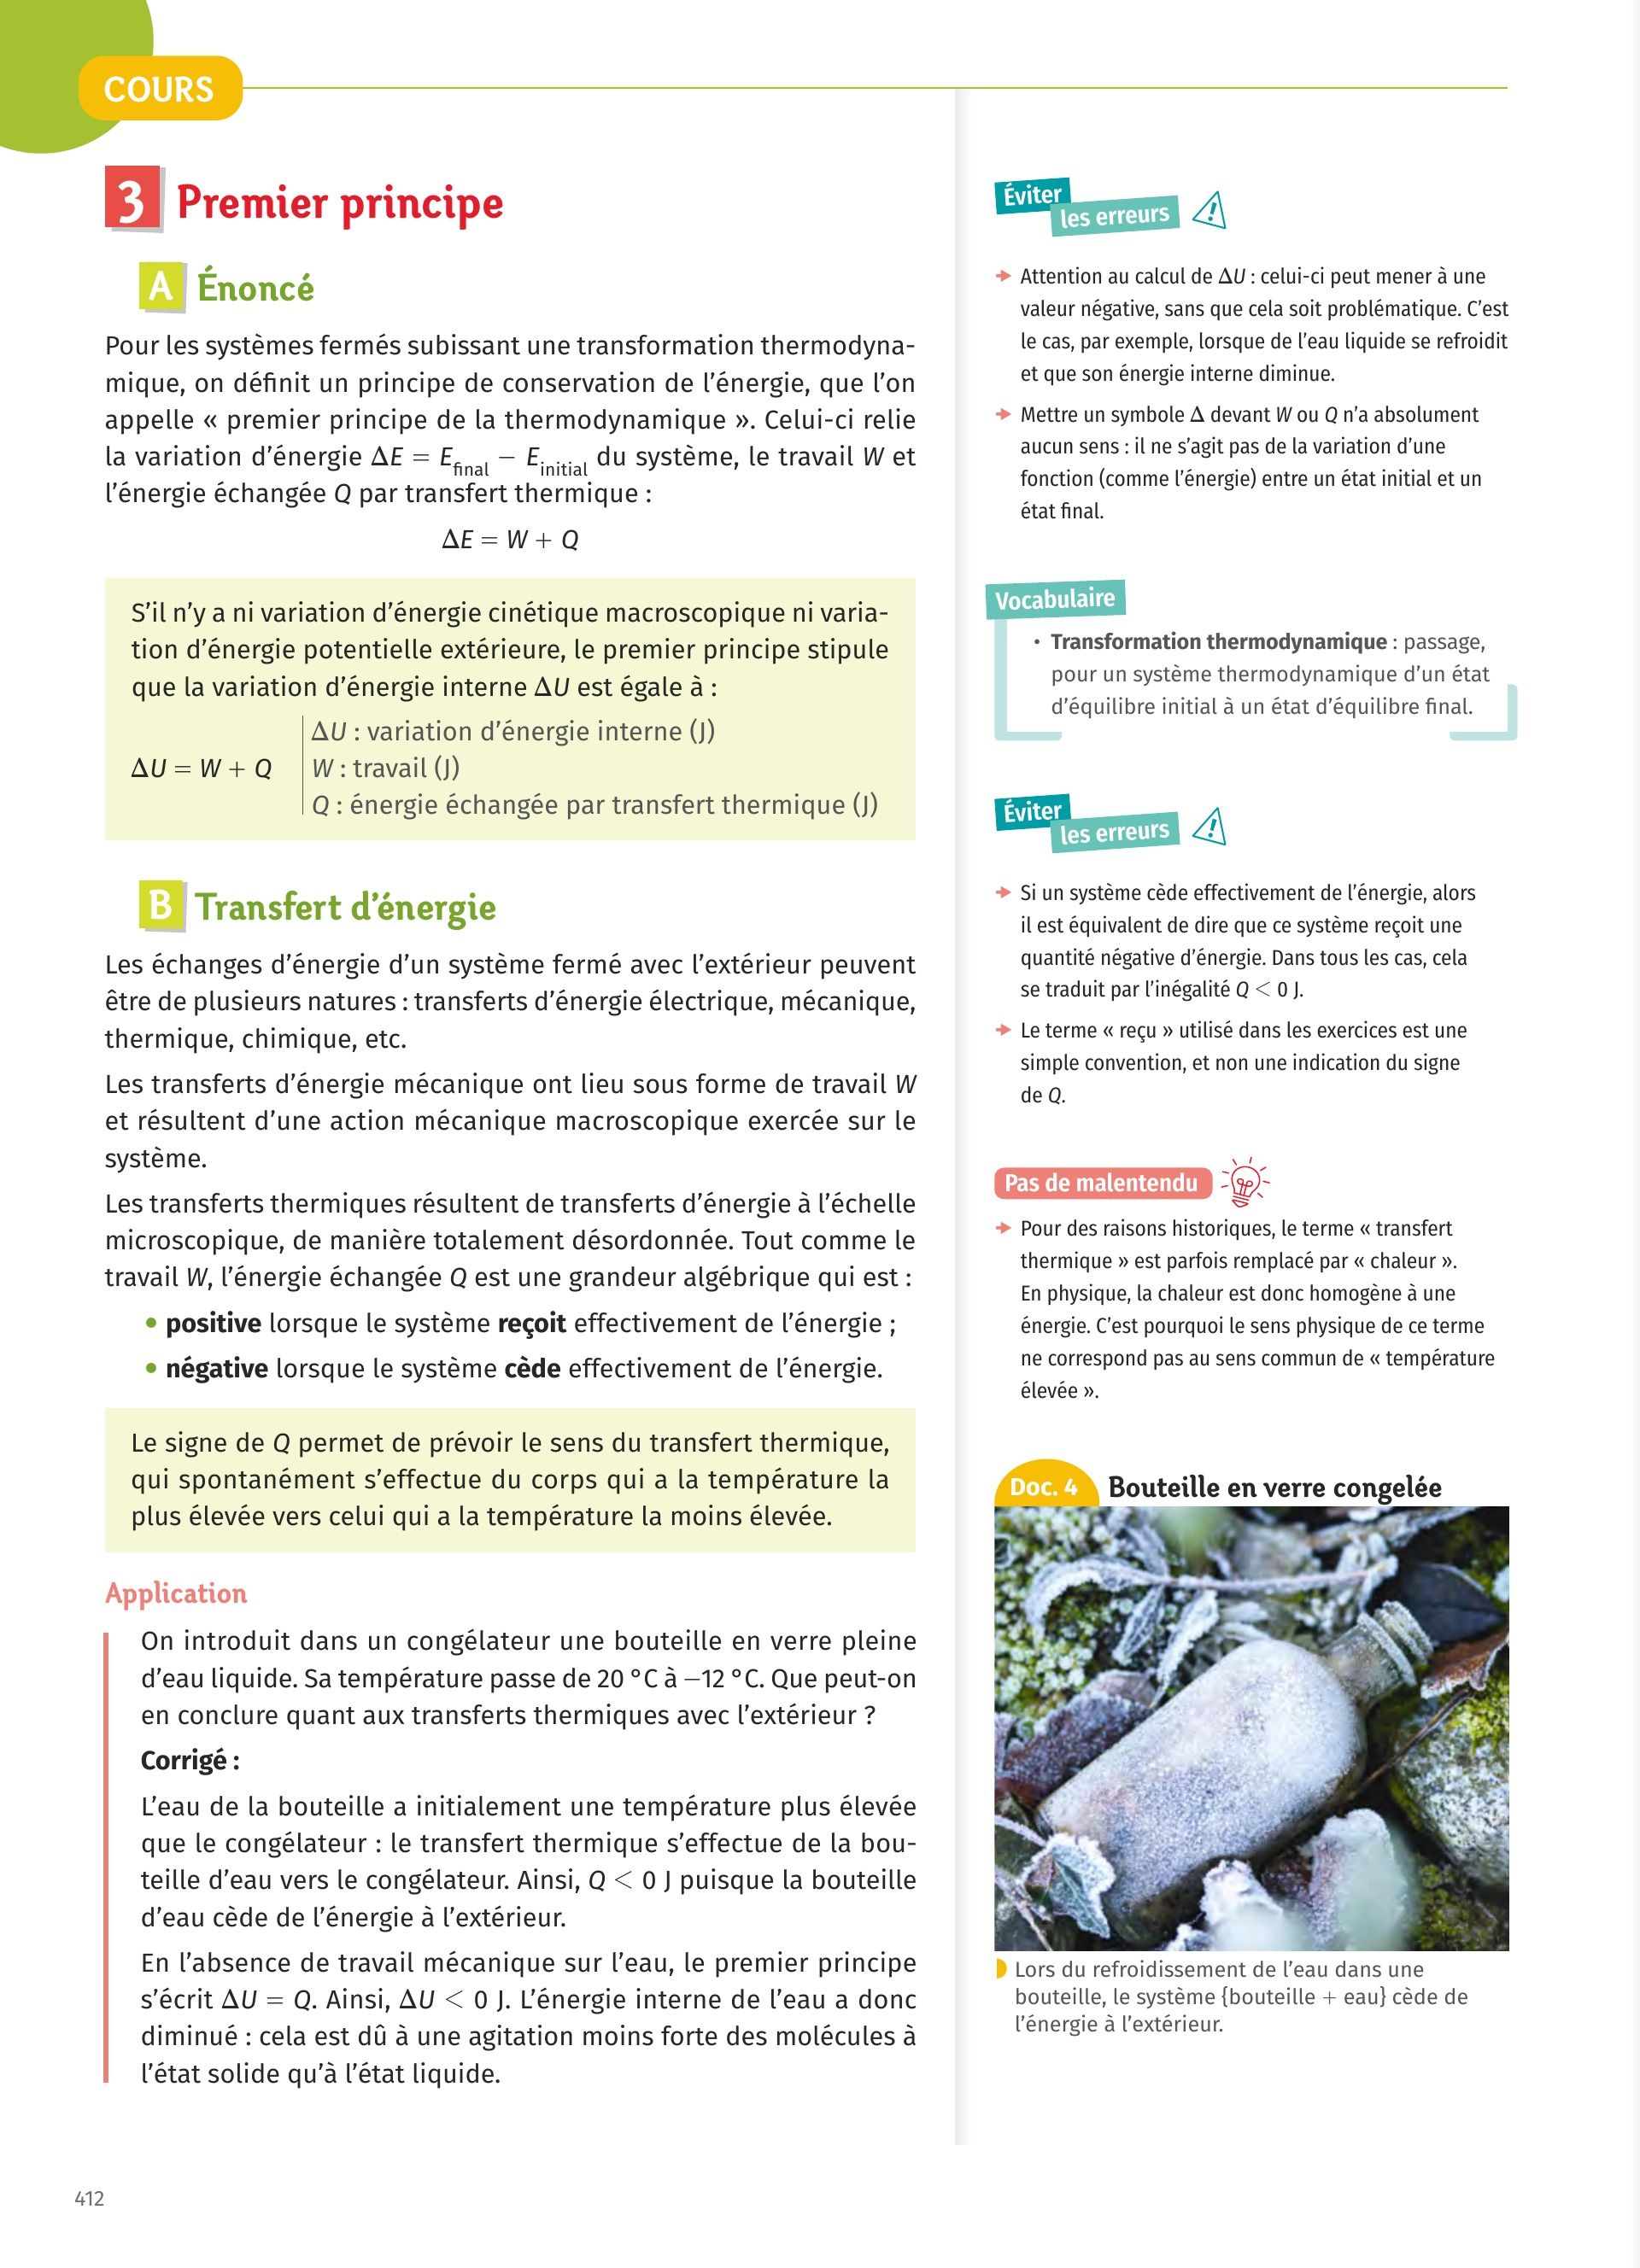 COURS
3 Premier principe
A Énoncé
Pour les systèmes fermés subissant une transformation thermodyna-
mique, on définit un principe de conservation de l’énergie, que l’on
appelle « premier principe de la thermodynamique ». Celui-ci relie
la variation d’énergie ΔE = E_final − E_initial du système, le travail W et
l’énergie échangée Q par transfert thermique :
ΔE = W + Q
S’il n’y a ni variation d’énergie cinétique macroscopique ni varia-
tion d’énergie potentielle extérieure, le premier principe stipule
que la variation d’énergie interne ΔU est égale à :
ΔU = W + Q
ΔU : variation d’énergie interne (J)
W : travail (J)
Q : énergie échangée par transfert thermique (J)
B Transfert d’énergie
Les échanges d’énergie d’un système fermé avec l’extérieur peuvent
être de plusieurs natures : transferts d’énergie électrique, mécanique,
thermique, chimique, etc.
Les transferts d’énergie mécanique ont lieu sous forme de travail W
et résultent d’une action mécanique macroscopique exercée sur le
système.
Les transferts thermiques résultent de transferts d’énergie à l’échelle
microscopique, de manière totalement désordonnée. Tout comme le
travail W, l’énergie échangée Q est une grandeur algébrique qui est :
• positive lorsque le système reçoit effectivement de l’énergie ;
• négative lorsque le système cède effectivement de l’énergie.
Le signe de Q permet de prévoir le sens du transfert thermique,
qui spontanément s’effectue du corps qui a la température la
plus élevée vers celui qui a la température la moins élevée.
Application
On introduit dans un congélateur une bouteille en verre pleine
d’eau liquide. Sa température passe de 20 °C à −12 °C. Que peut-on
en conclure quant aux transferts thermiques avec l’extérieur ?
Corrigé :
L’eau de la bouteille a initialement une température plus élevée
que le congélateur : le transfert thermique s’effectue de la bou-
teille d’eau vers le congélateur. Ainsi, Q < 0 J puisque la bouteille
d’eau cède de l’énergie à l’extérieur.
En l’absence de travail mécanique sur l’eau, le premier principe
s’écrit ΔU = Q. Ainsi, ΔU < 0 J. L’énergie interne de l’eau a donc
diminué : cela est dû à une agitation moins forte des molécules à
l’état solide qu’à l’état liquide.
Éviter
les erreurs
Attention au calcul de ΔU : celui-ci peut mener à une
valeur négative, sans que cela soit problématique. C’est
le cas, par exemple, lorsque de l’eau liquide se refroidit
et que son énergie interne diminue.
Mettre un symbole Δ devant W ou Q n’a absolument
aucun sens : il ne s’agit pas de la variation d’une
fonction (comme l’énergie) entre un état initial et un
état final.
Vocabulaire
• Transformation thermodynamique : passage,
pour un système thermodynamique d’un état
d’équilibre initial à un état d’équilibre final.
Éviter
les erreurs
Si un système cède effectivement de l’énergie, alors
il est équivalent de dire que ce système reçoit une
quantité négative d’énergie. Dans tous les cas, cela
se traduit par l’inégalité Q < 0 J.
Le terme « reçu » utilisé dans les exercices est une
simple convention, et non une indication du signe
de Q.
Pas de malentendu
Pour des raisons historiques, le terme « transfert
thermique » est parfois remplacé par « chaleur ».
En physique, la chaleur est donc homogène à une
énergie. C’est pourquoi le sens physique de ce terme
ne correspond pas au sens commun de « température
élevée ».
Doc. 4 Bouteille en verre congelée
Lors du refroidissement de l’eau dans une
bouteille, le système {bouteille + eau} cède de
l’énergie à l’extérieur.
412